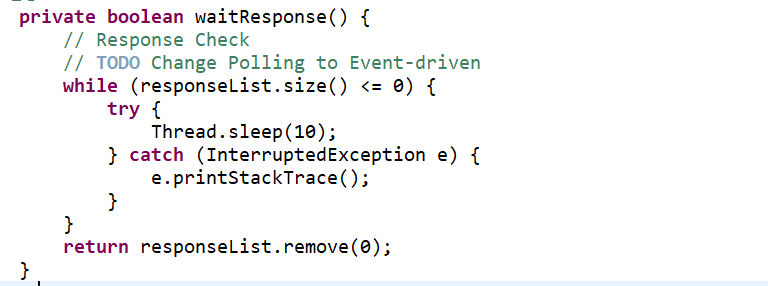 private boolean waitResponse() {
    // Response Check
    // TODO Change Polling to Event-driven
    while (responseList.size() <= 0) {
        try {
            Thread.sleep(10);
        } catch (InterruptedException e) {
            e.printStackTrace();
        }
    }
    return responseList.remove(0);
}